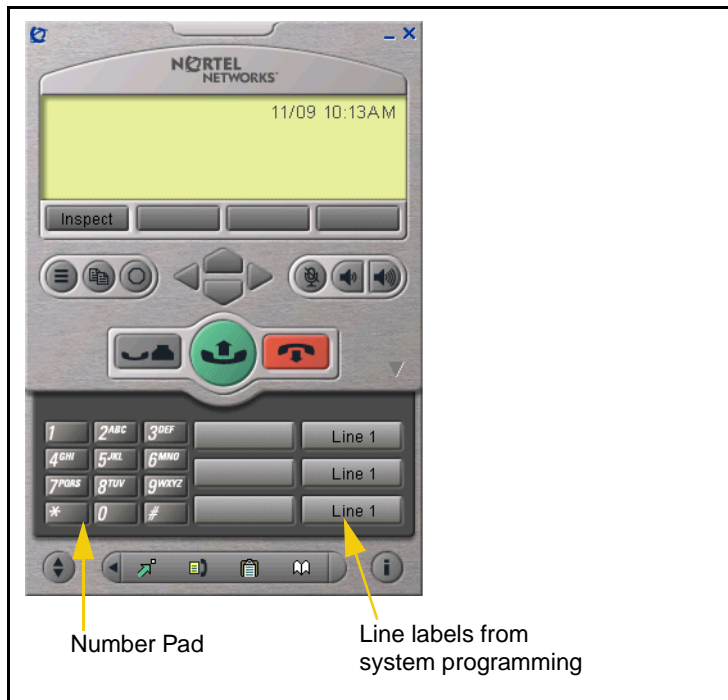 NORTEL
NETWORKS
11/09 10:13AM
Inspect
1 2ABC 3DEF Line 1
4GHI 5JKL 6MNO Line 1
7PQRS 8TUV 9WXYZ Line 1
* 0 #
i
Number Pad
Line labels from
system programming